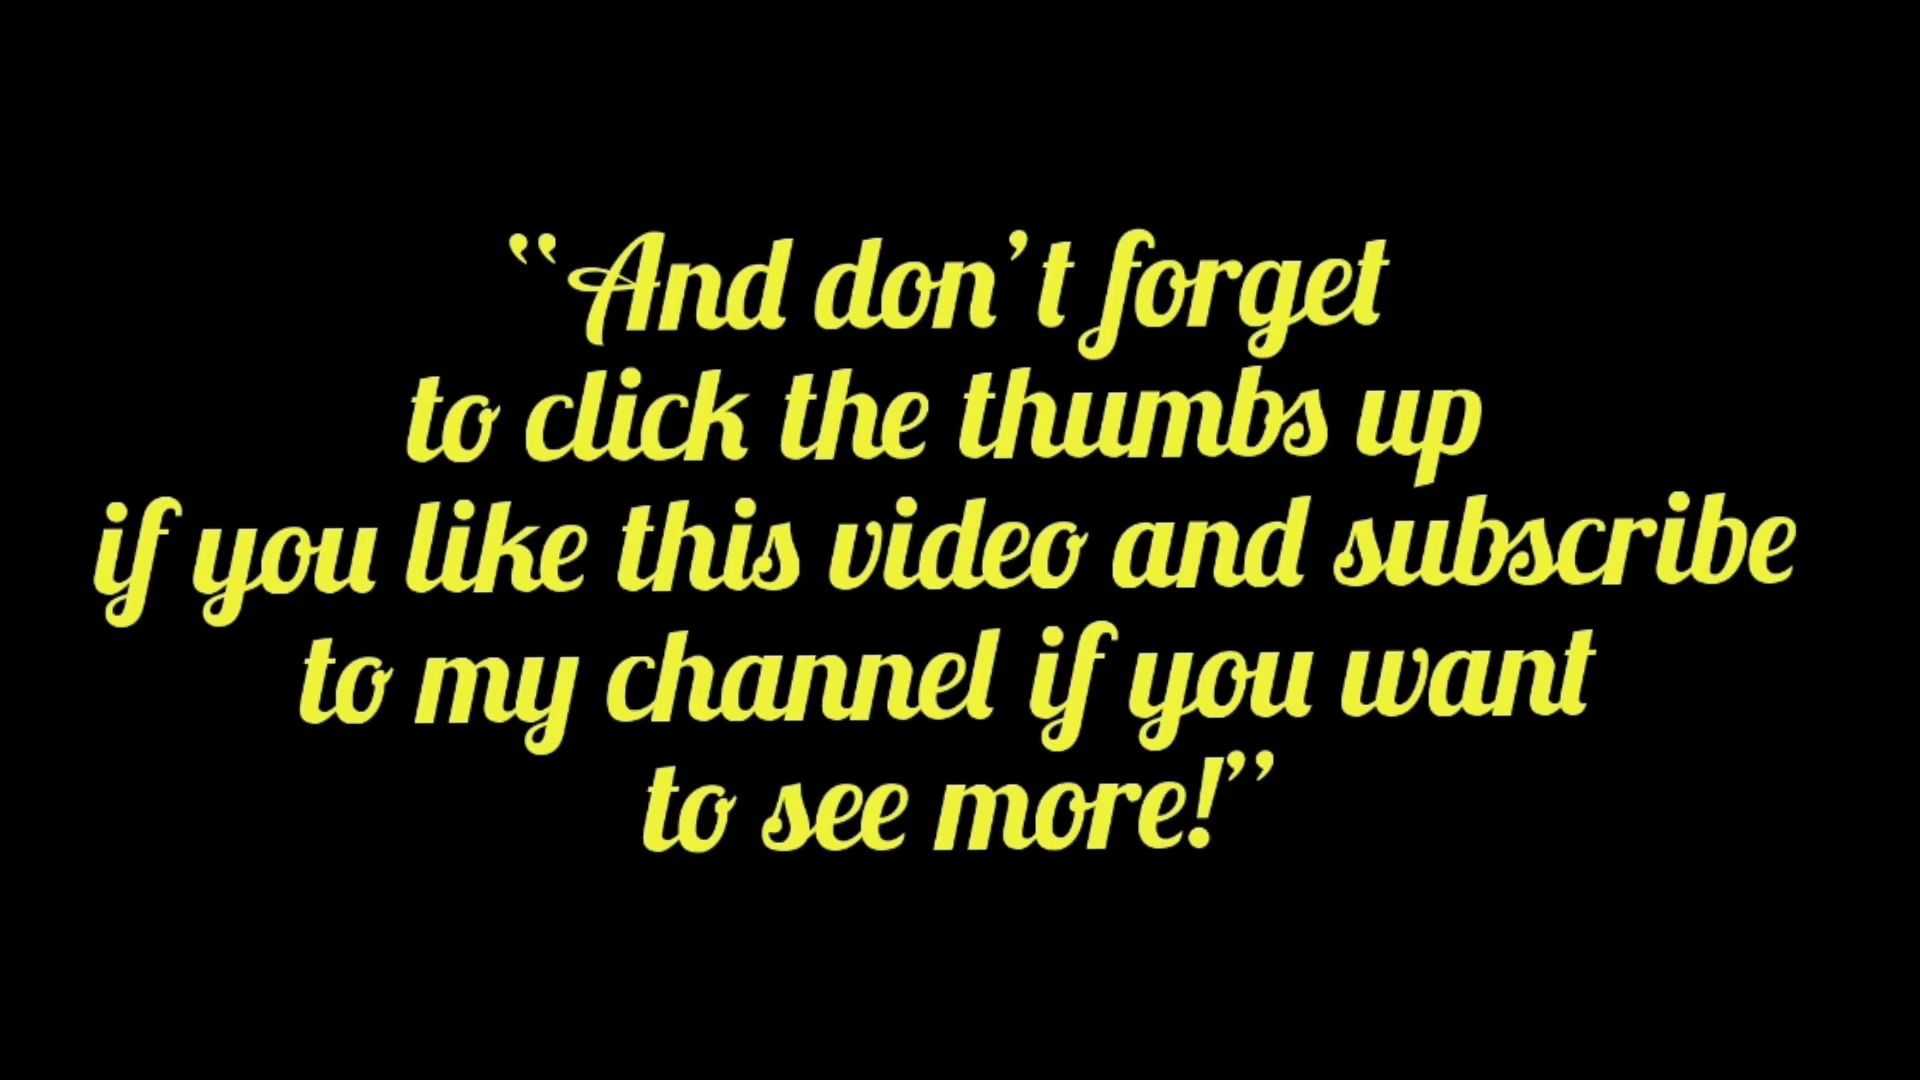 “And don’t forget
to click the thumbs up
if you like this video and subscribe
to my channel if you want
to see more!”